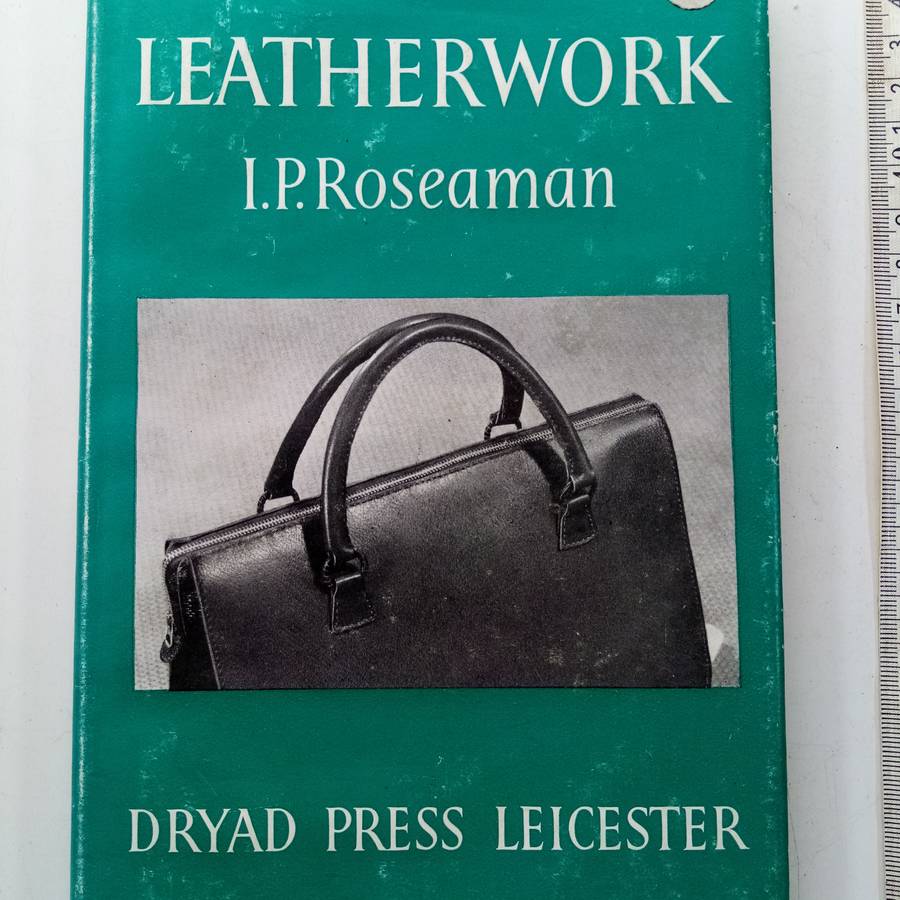 LEATHERWORK
I.P. Roseaman
DRYAD PRESS LEICESTER